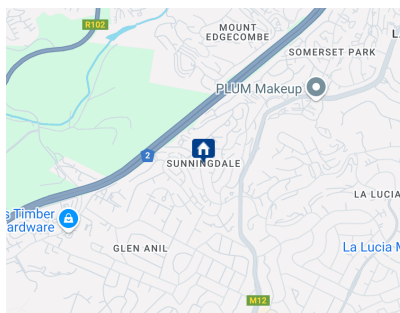 R102
MOUNT
EDGECOMBE
L
SOMERSET PARK
PLUM Makeup
2
SUNNINGDALE
LA LUCIA
s Timber
ardware
La Lucia M
GLEN ANIL
M12